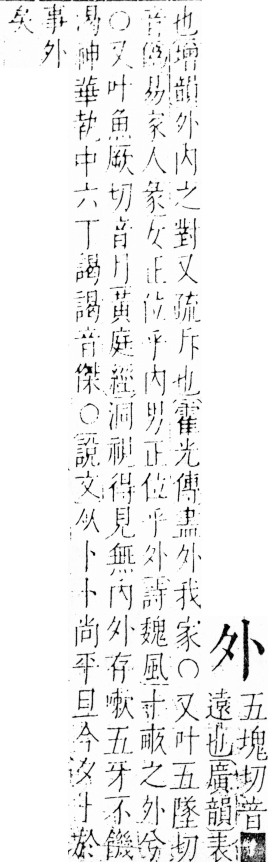 外
五塊切音
遠也廣韻表
也增韻外內之對又疏斥也霍光傳盡外我家○又叶五墜切
音僞易家人彖女正位乎內男正位乎外詩魏風十畝之外兮
○又叶魚厥切音月黃庭經洞視得見無內外存嗽五牙不饑
渴神華執中六丁謁謁音傑○說文从卜卜尚平旦今夕卜於
事外
矣